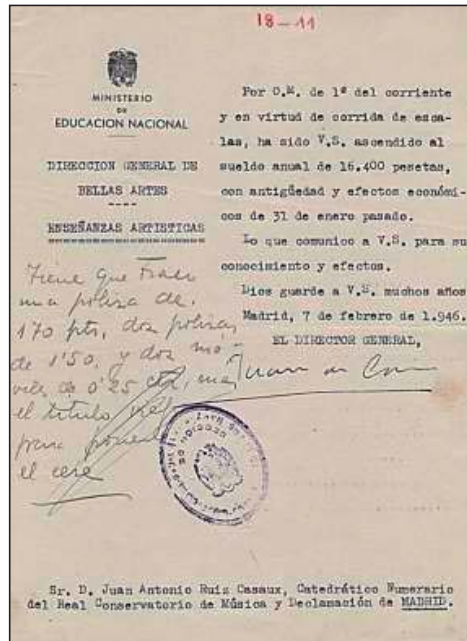 18-11
MINISTERIO
DE
EDUCACION NACIONAL
DIRECCION GENERAL DE
BELLAS ARTES
----
ENSEÑANZAS ARTISTICAS
Por O.M. de 1º del corriente
y en virtud de corrida de esca-
las, ha sido V.S. ascendido al
sueldo anual de 16.400 pesetas,
con antigüedad y efectos económi-
cos de 31 de enero pasado.
Lo que comunico a V.S. para su
conocimiento y efectos.
Dios guarde a V.S. muchos años
Madrid, 7 de febrero de 1.946.
EL DIRECTOR GENERAL,
Juan de
Tiene que traer
una poliza de
170 pts, dos polizas
de 1'50, y dos mo-
viles de 0'25 cts,
el titulo
para poner
el cese
Sr. D. Juan Antonio Ruiz Casaux, Catedrático Numerario
del Real Conservatorio de Música y Declamación de MADRID.